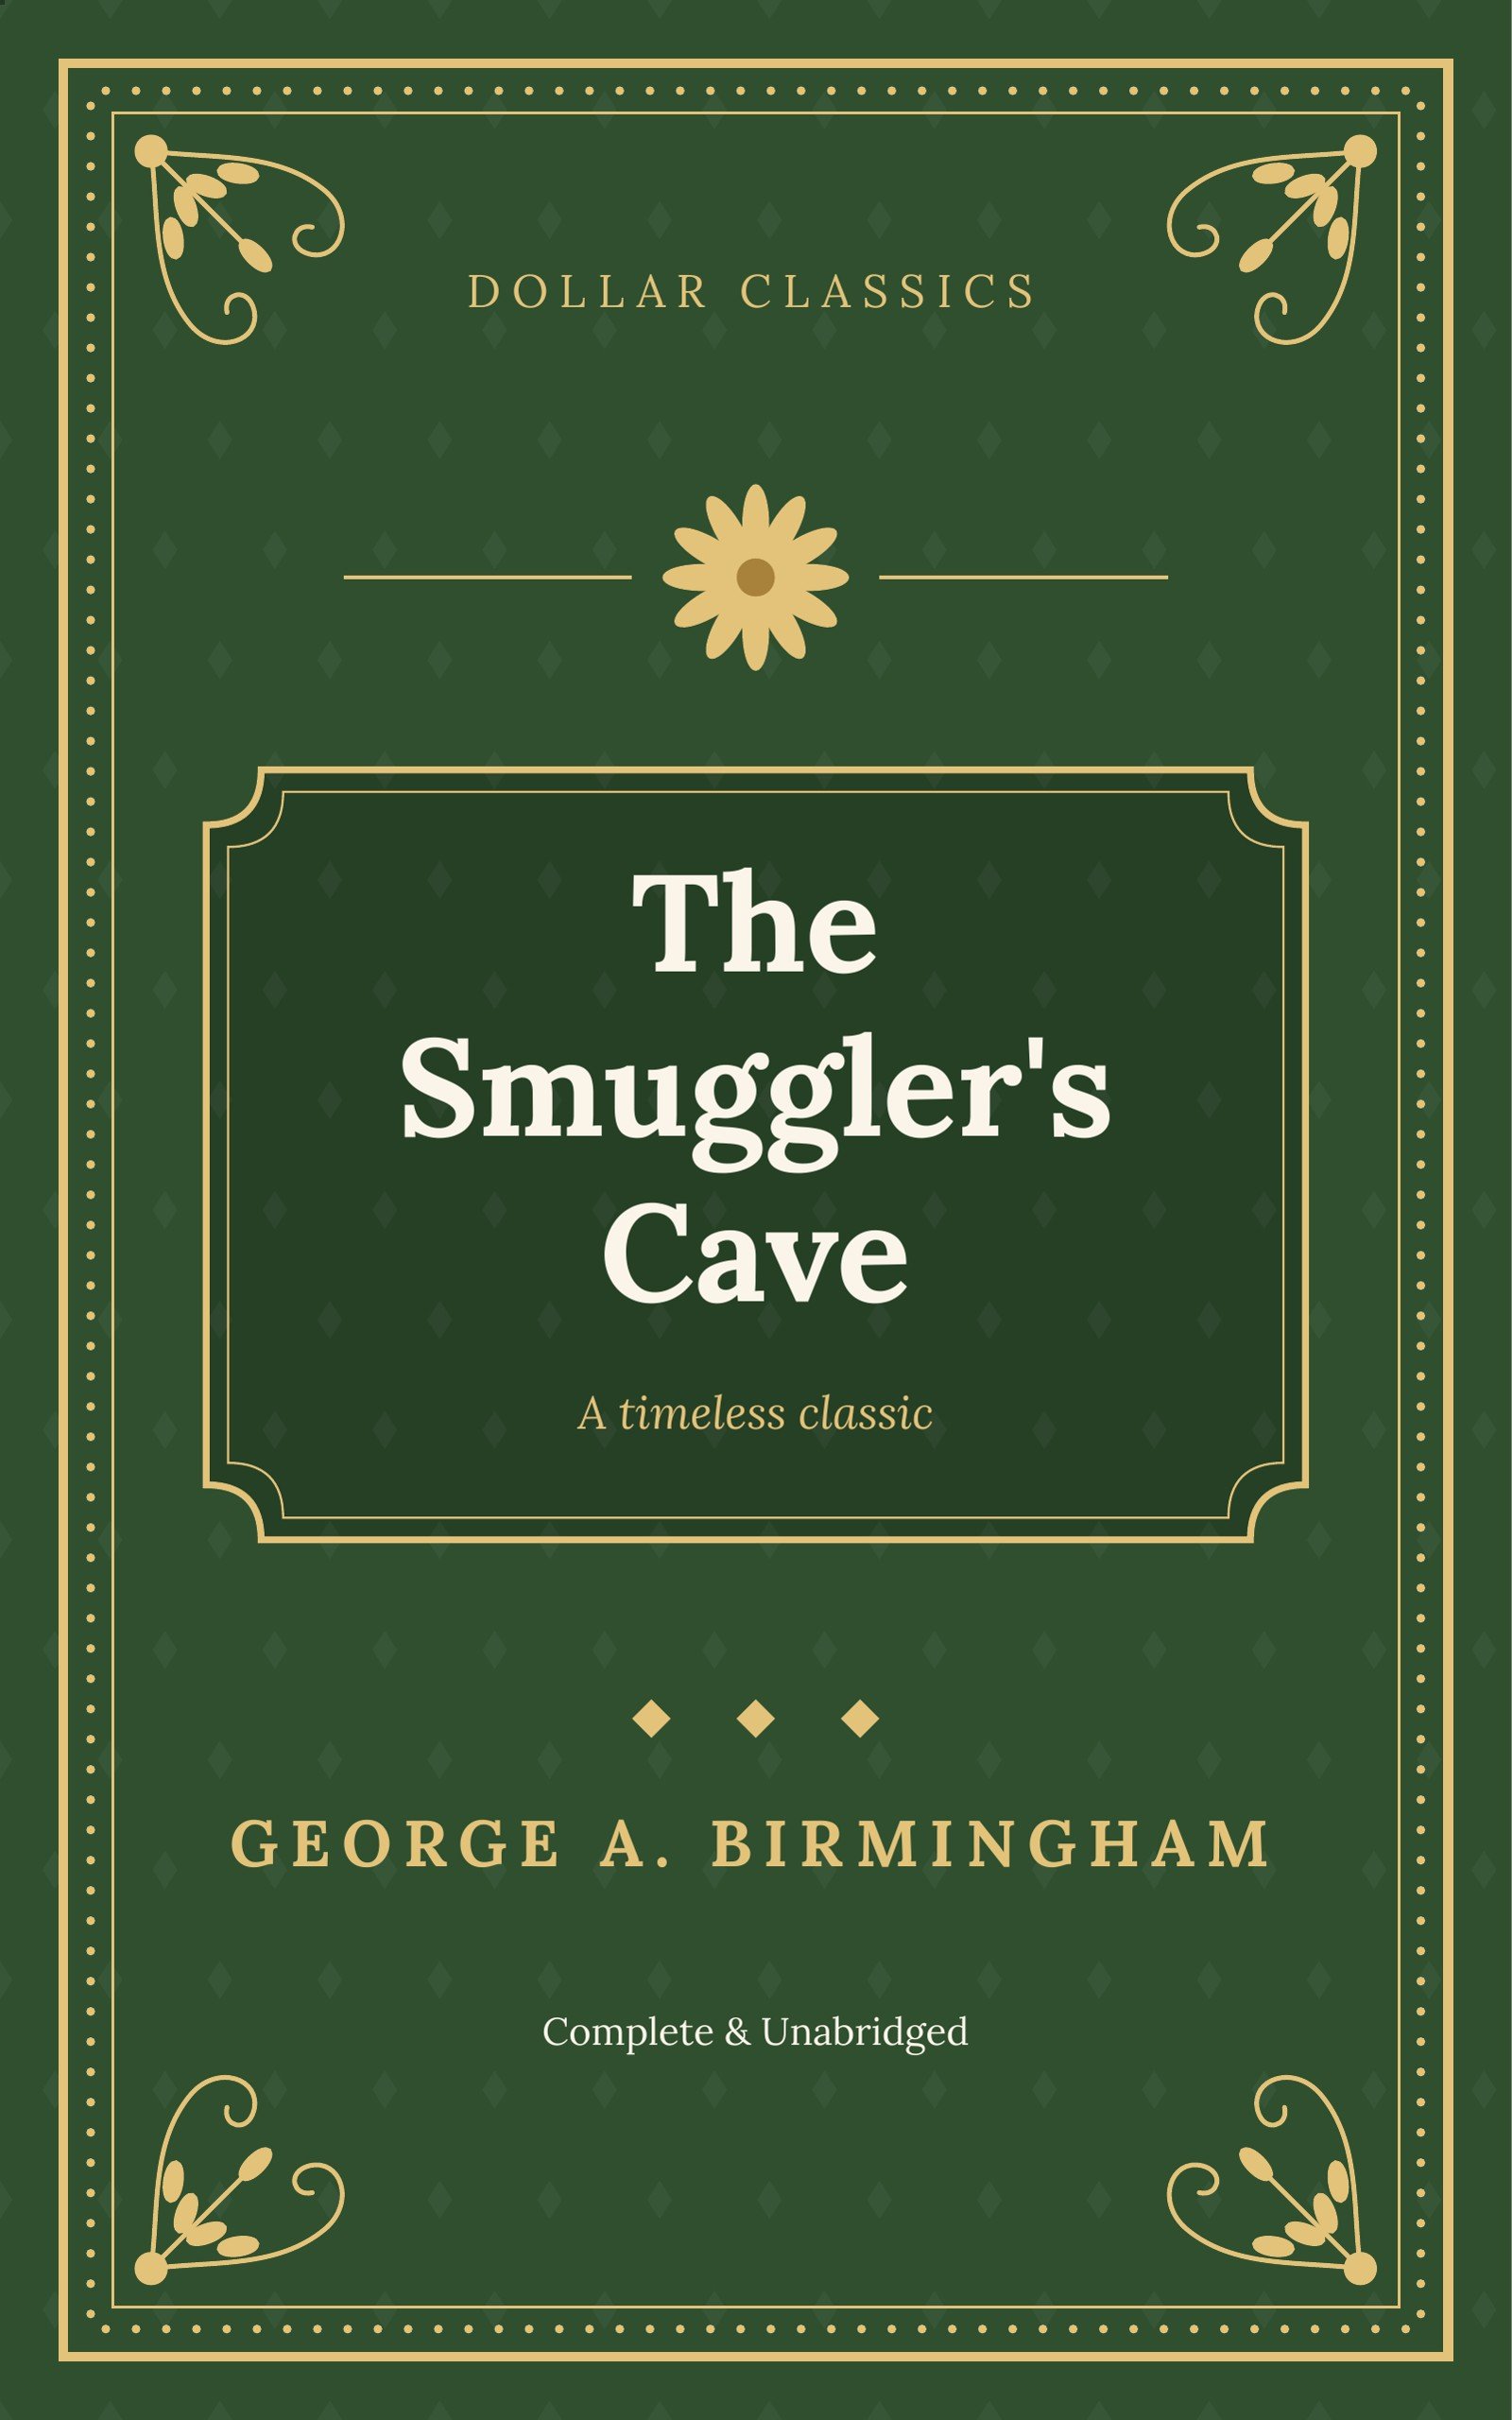 DOLLAR CLASSICS
The
Smuggler's
Cave
A timeless classic
GEORGE A. BIRMINGHAM
Complete & Unabridged